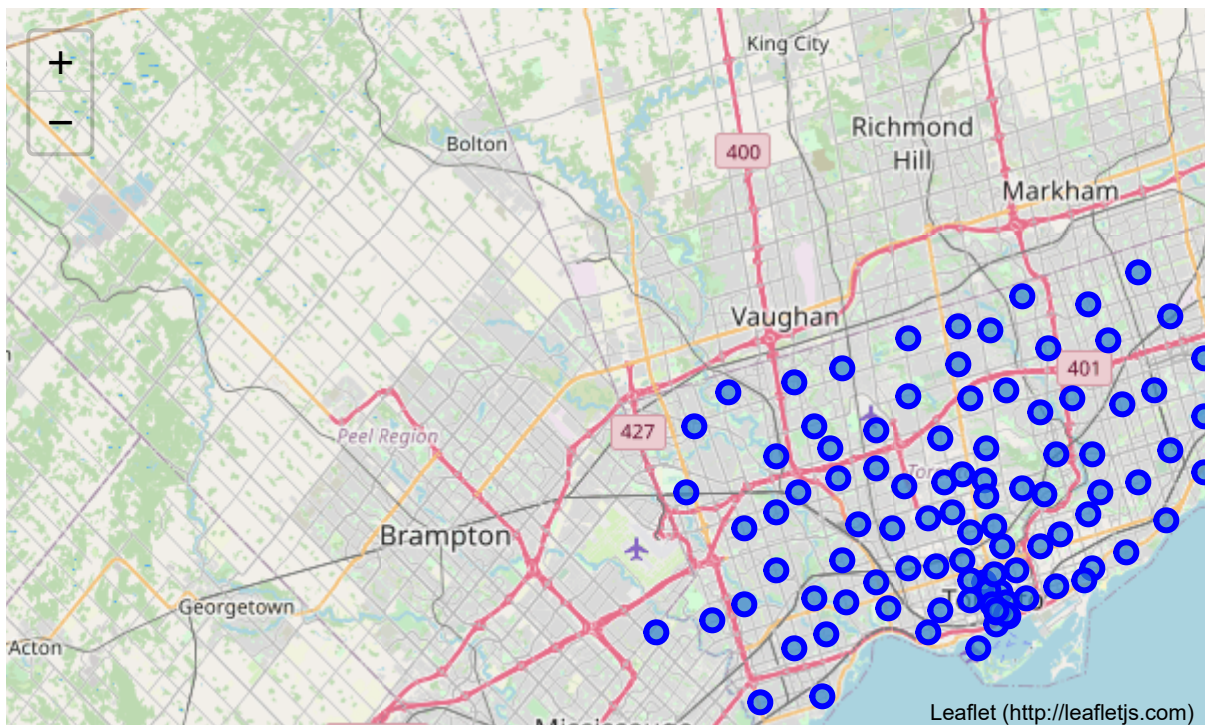 King City
+
−
Bolton
400
Richmond
Hill
Markham
Vaughan
401
427
Peel Region
Brampton
Georgetown
Acton
Leaflet (http://leafletjs.com)